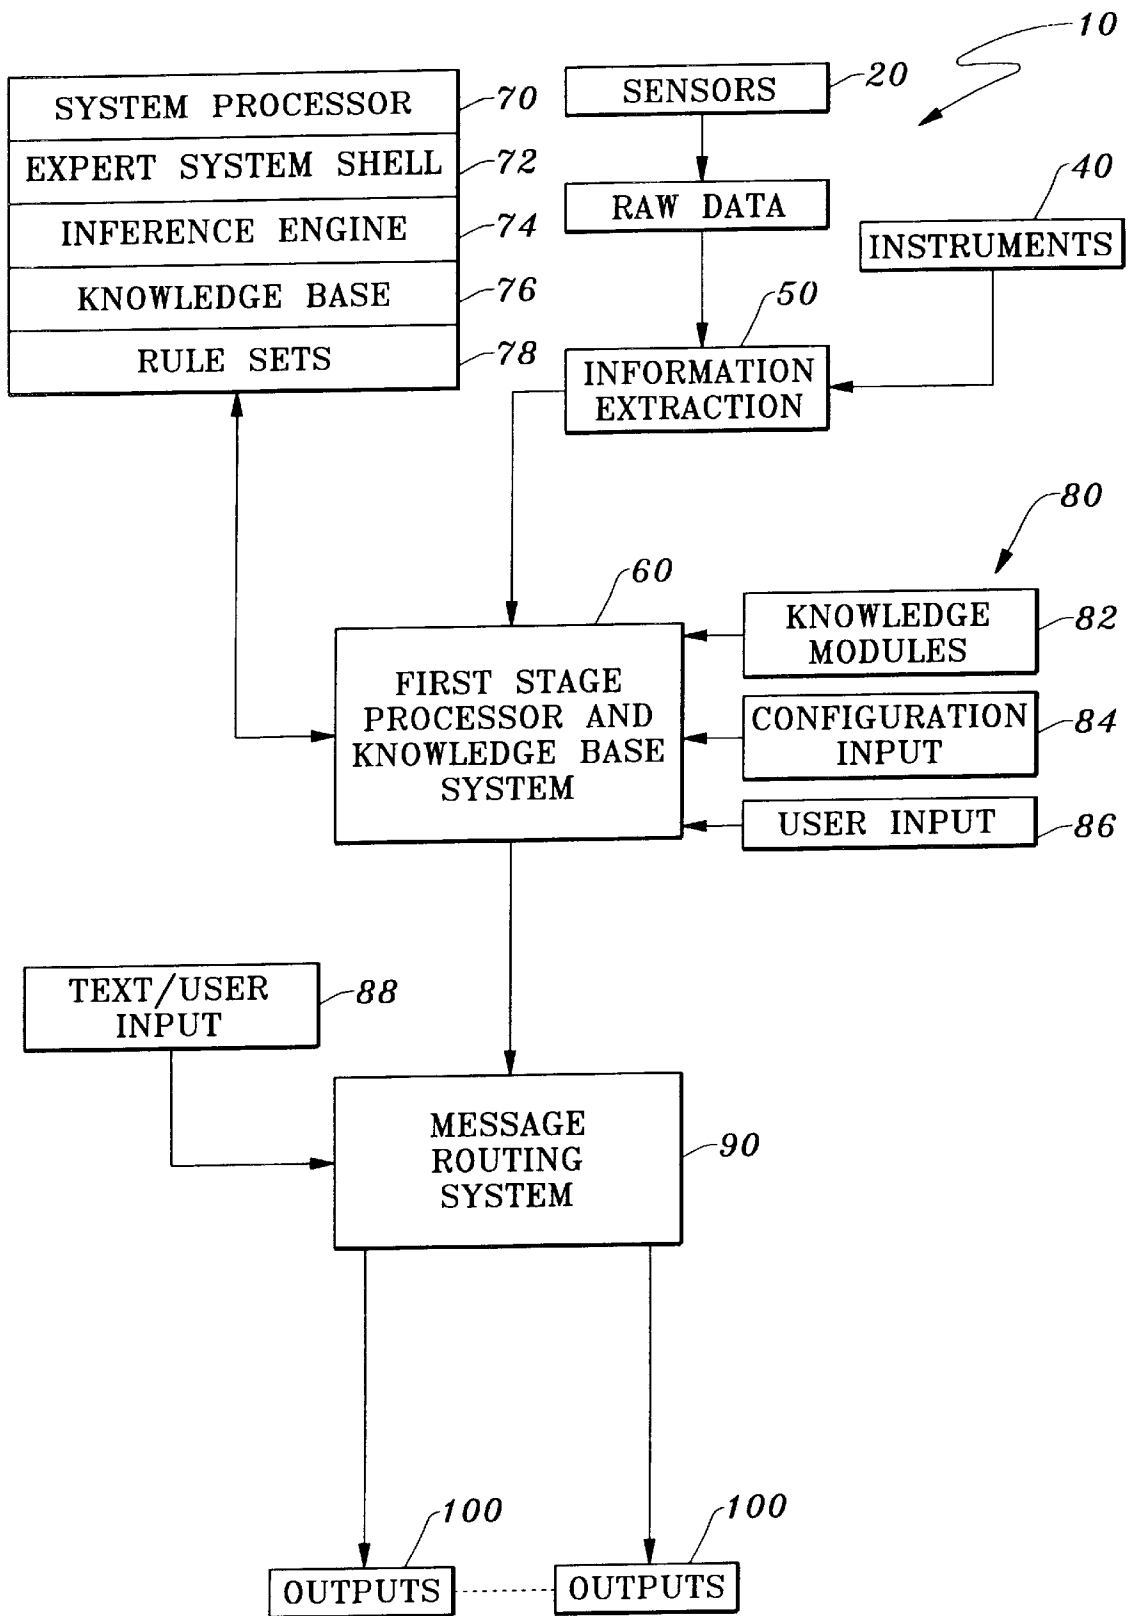 10
SYSTEM PROCESSOR 70
EXPERT SYSTEM SHELL 72
INFERENCE ENGINE 74
KNOWLEDGE BASE 76
RULE SETS 78
SENSORS 20
RAW DATA
40
INSTRUMENTS
50
INFORMATION
EXTRACTION
80
60
KNOWLEDGE
MODULES
82
FIRST STAGE
PROCESSOR AND
KNOWLEDGE BASE
SYSTEM
CONFIGURATION
INPUT
84
USER INPUT 86
TEXT/USER
INPUT
88
MESSAGE
ROUTING
SYSTEM
90
100
100
OUTPUTS
OUTPUTS